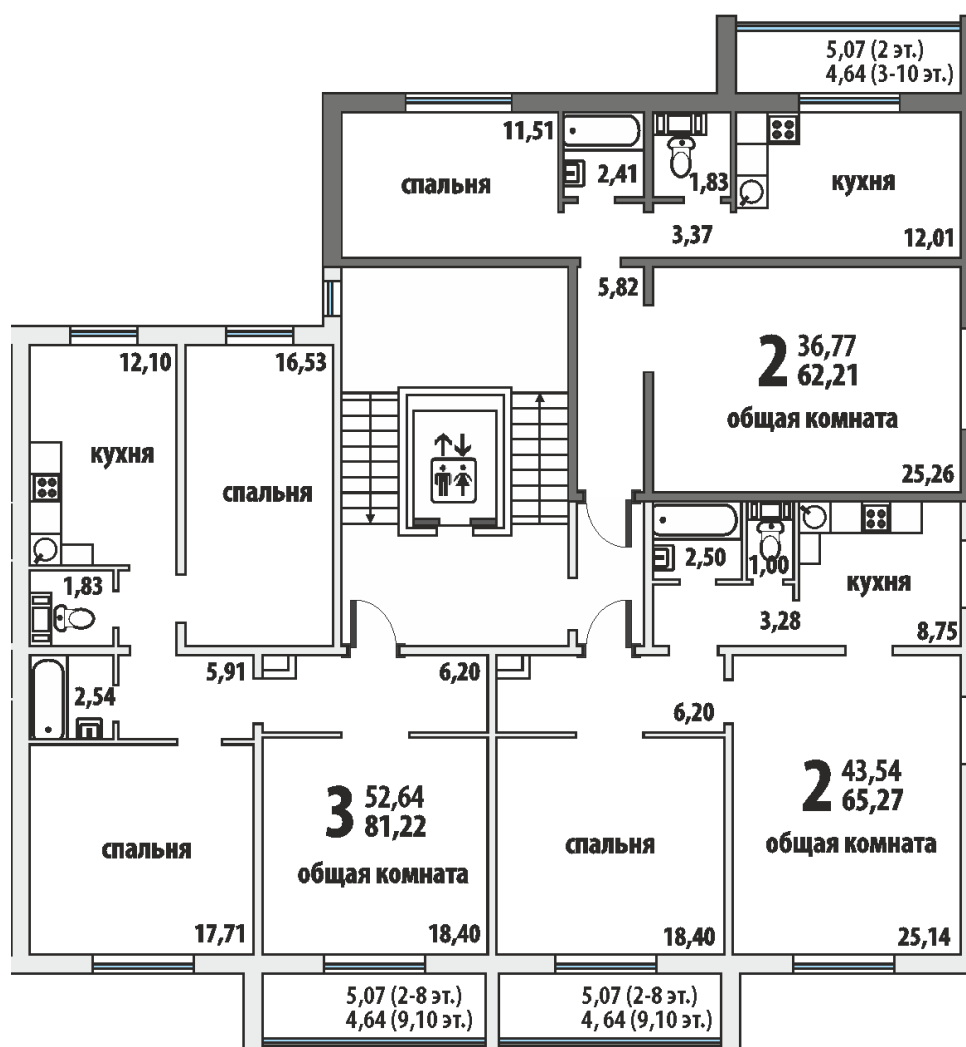 5,07 (2 эт.)
4,64 (3-10 эт.)
11,51
спальня
2,41
1,83
кухня
3,37
12,01
5,82
2
36,77
62,21
общая комната
25,26
12,10
16,53
кухня
спальня
1,83
2,50
1,00
кухня
3,28
8,75
5,91
6,20
2,54
6,20
3
52,64
81,22
общая комната
спальня
17,71
18,40
спальня
18,40
2
43,54
65,27
общая комната
25,14
5,07 (2-8 эт.)
4,64 (9,10 эт.)
5,07 (2-8 эт.)
4, 64 (9,10 эт.)